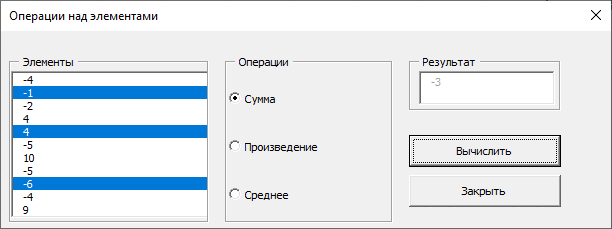 Операции над элементами
Элементы
-4
-1
-2
4
4
-5
10
-5
-6
-4
9
Операции
Сумма
Произведение
Среднее
Результат
-3
Вычислить
Закрыть